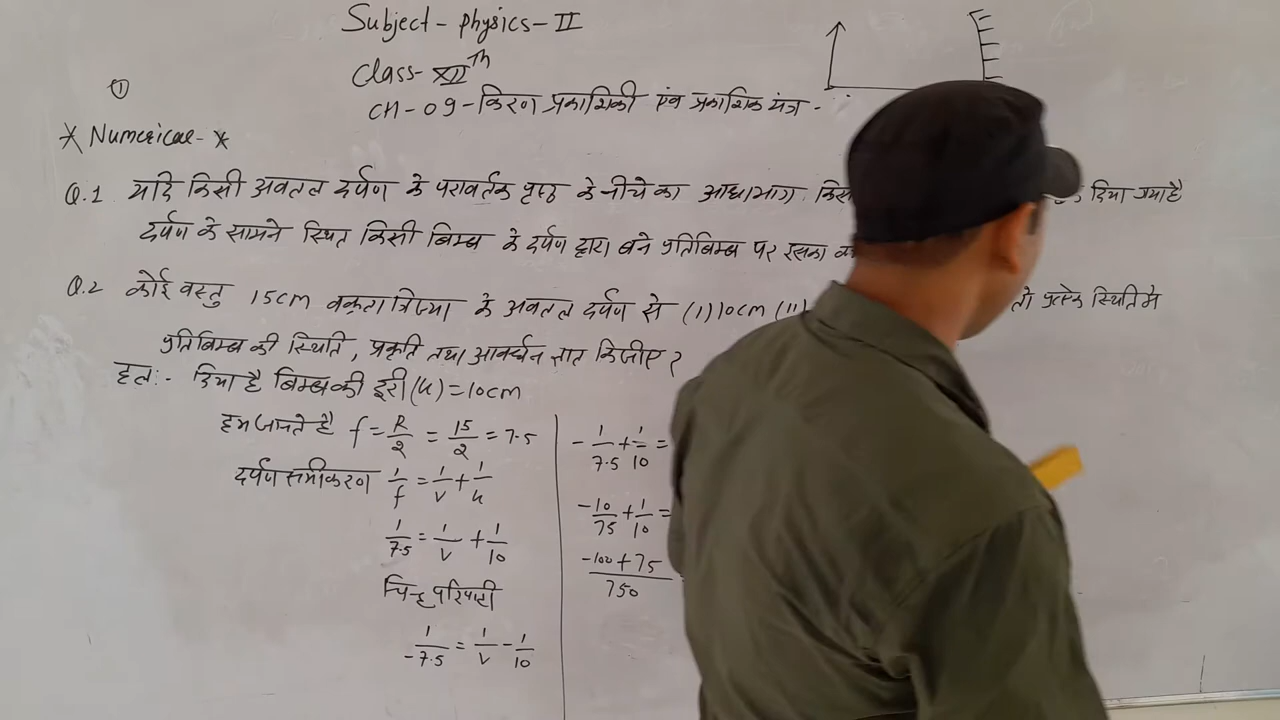 Subject - Physics - II
Class - XII Th
CH - 09 - किरण प्रकाशिकी एंव प्रकाशिक यंत्र -
①
* Numerical - *
Q.1 यदि किसी अवतल दर्पण के परावर्तक पृष्ठ के नीचे का आधा भाग दिया गया है
दर्पण के सामने स्थित किसी बिम्ब के दर्पण द्वारा बने प्रतिबिम्ब पर इसका
Q.2 कोई वस्तु 15cm वक्रता त्रिज्या के अवतल दर्पण से (I) 10cm (II) तो प्रत्येक स्थिति मे
प्रतिबिम्ब की स्थिति, प्रकृति तथा आवर्धन ज्ञात किजीए ?
हल :- दिया है बिम्ब की दूरी (u) = 10cm
हम जानते है f = R/2 = 15/2 = 7.5
दर्पण समीकरण 1/f = 1/v + 1/u
1/7.5 = 1/v + 1/10
चिन्ह परिपाटी
1/-7.5 = 1/v - 1/10
-1/7.5 + 1/10 =
-10/75 + 1/10 =
-100 + 75/750